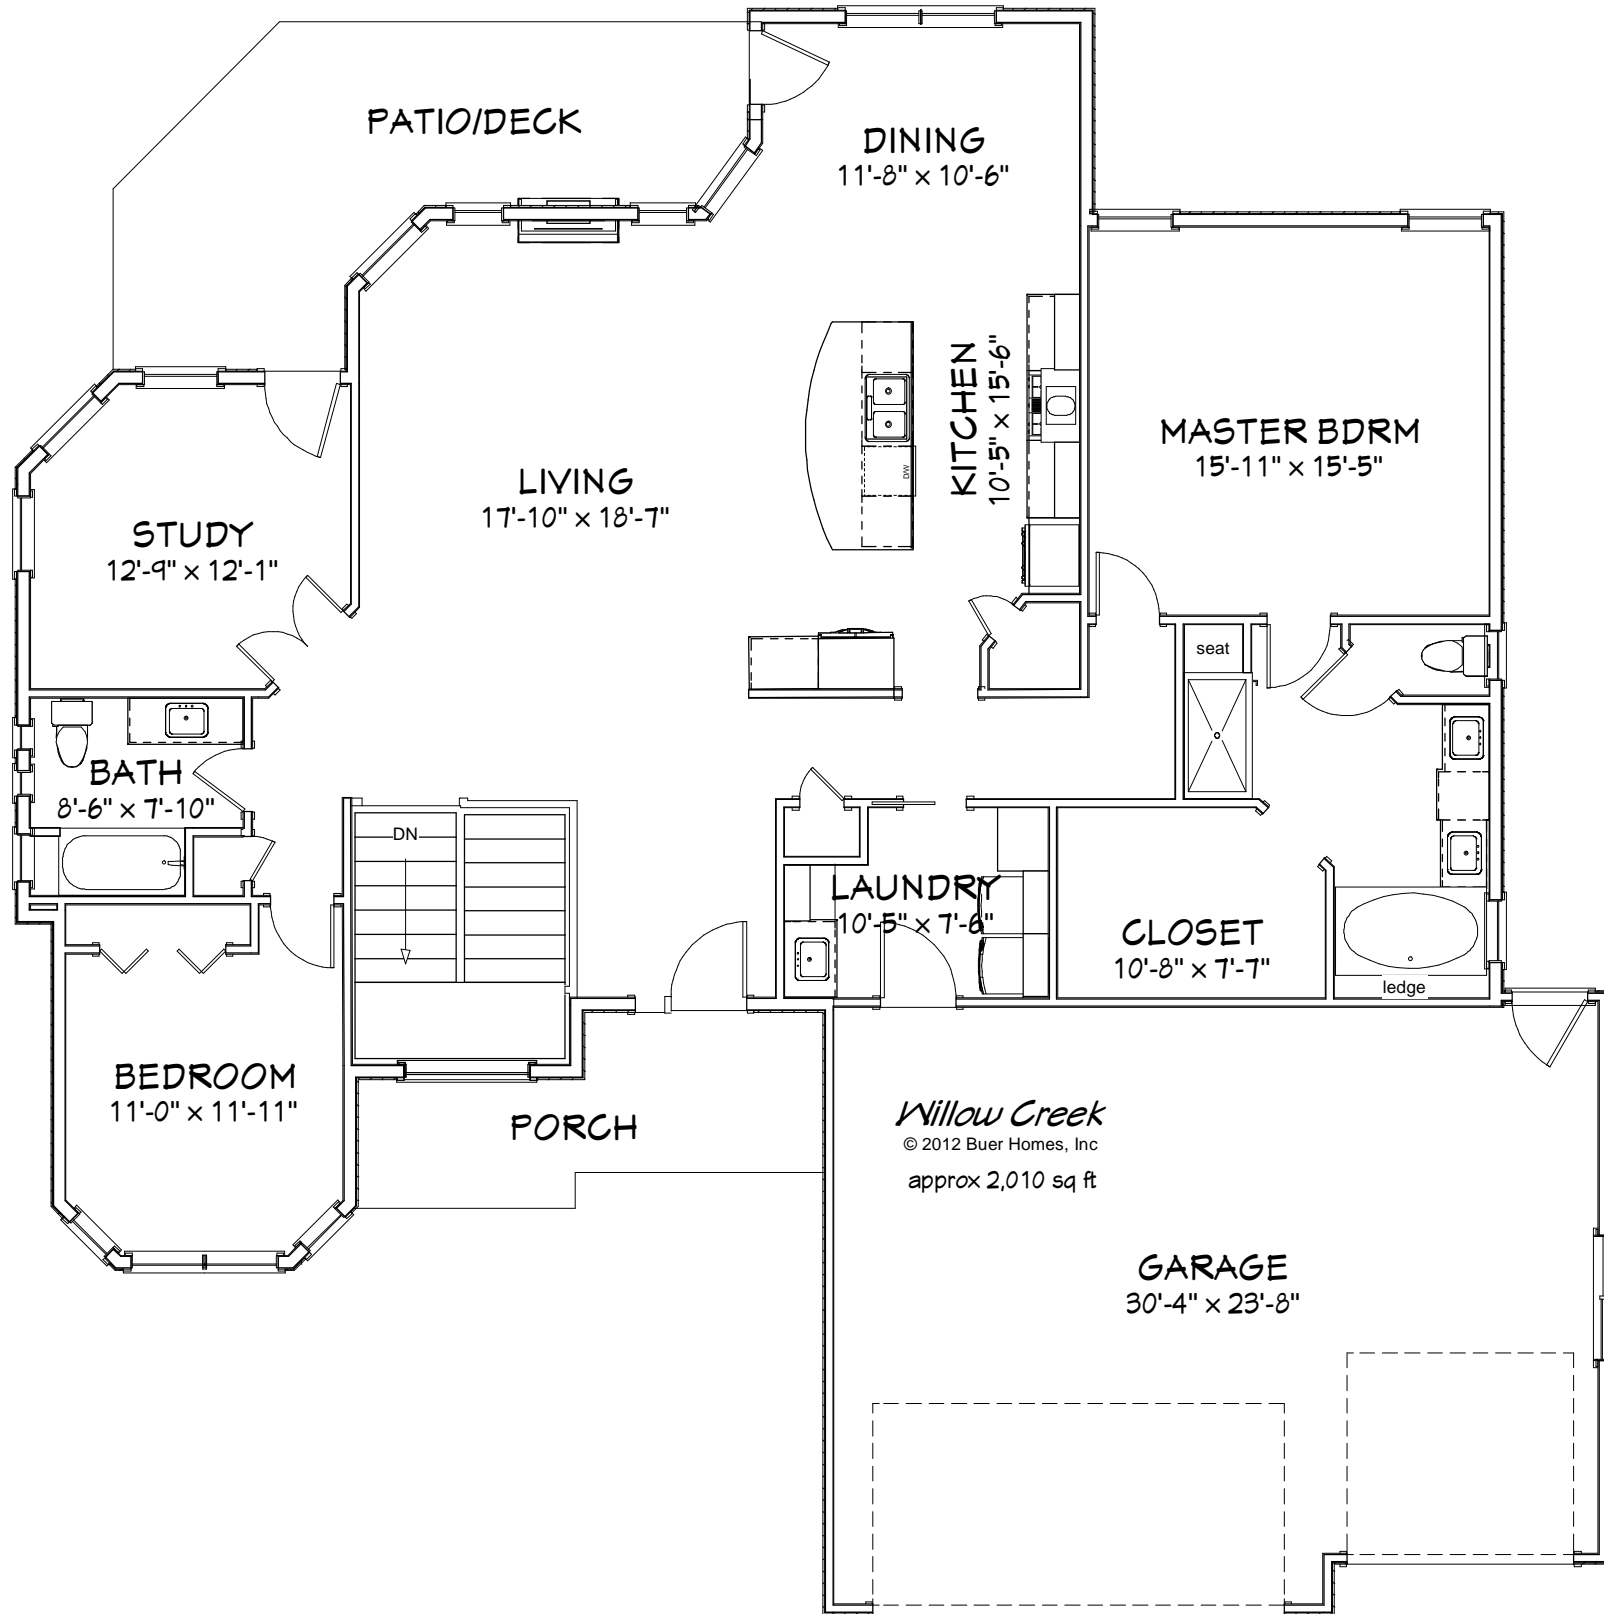 PATIO/DECK
DINING
11'-8" x 10'-6"
KITCHEN
10'-5" x 15'-6"
D/W
MASTER BDRM
15'-11" x 15'-5"
LIVING
17'-10" x 18'-7"
STUDY
12'-9" x 12'-1"
seat
BATH
8'-6" x 7'-10"
DN
LAUNDRY
10'-5" x 7'-6"
CLOSET
10'-8" x 7'-7"
ledge
BEDROOM
11'-0" x 11'-11"
PORCH
Willow Creek
© 2012 Buer Homes, Inc
approx 2,010 sq ft
GARAGE
30'-4" x 23'-8"